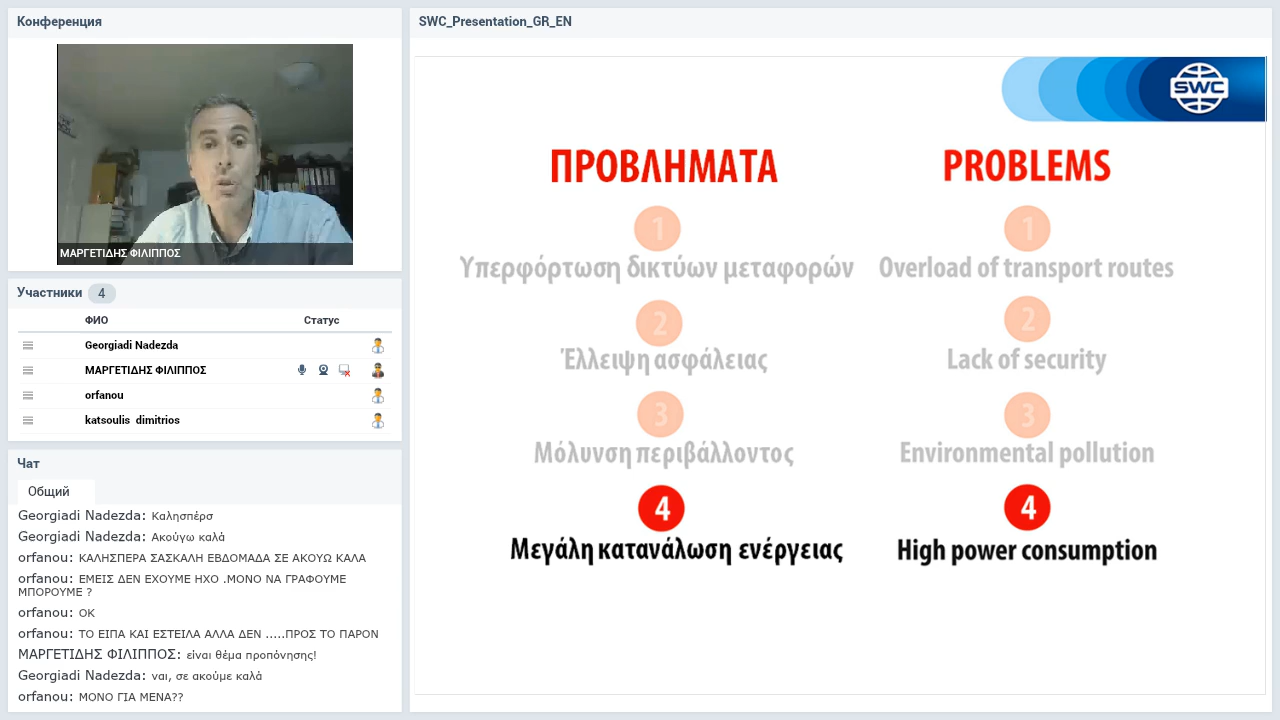 Конференция
ΜΑΡΓΕΤΙΔΗΣ ΦΙΛΙΠΠΟΣ
Участники 4
ФИО Статус
Georgiadi Nadezda
ΜΑΡΓΕΤΙΔΗΣ ΦΙΛΙΠΠΟΣ
orfanou
katsoulis dimitrios
Чат
Общий
Georgiadi Nadezda: Καλησπέρσ
Georgiadi Nadezda: Ακούγω καλά
orfanou: ΚΑΛΗΣΠΕΡΑ ΣΑΣΚΑΛΗ ΕΒΔΟΜΑΔΑ ΣΕ ΑΚΟΥΩ ΚΑΛΑ
orfanou: ΕΜΕΙΣ ΔΕΝ ΕΧΟΥΜΕ ΗΧΟ .ΜΟΝΟ ΝΑ ΓΡΑΦΟΥΜΕ
ΜΠΟΡΟΥΜΕ ?
orfanou: ΟΚ
orfanou: ΤΟ ΕΙΠΑ ΚΑΙ ΕΣΤΕΙΛΑ ΑΛΛΑ ΔΕΝ .....ΠΡΟΣ ΤΟ ΠΑΡΟΝ
ΜΑΡΓΕΤΙΔΗΣ ΦΙΛΙΠΠΟΣ: είναι θέμα προπόνησης!
Georgiadi Nadezda: ναι, σε ακούμε καλά
orfanou: ΜΟΝΟ ΓΙΑ ΜΕΝΑ??
SWC_Presentation_GR_EN
SWC
ΠΡΟΒΛΗΜΑΤΑ
1
Υπερφόρτωση δικτύων μεταφορών
2
Έλλειψη ασφάλειας
3
Μόλυνση περιβάλλοντος
4
Μεγάλη κατανάλωση ενέργειας
PROBLEMS
1
Overload of transport routes
2
Lack of security
3
Environmental pollution
4
High power consumption